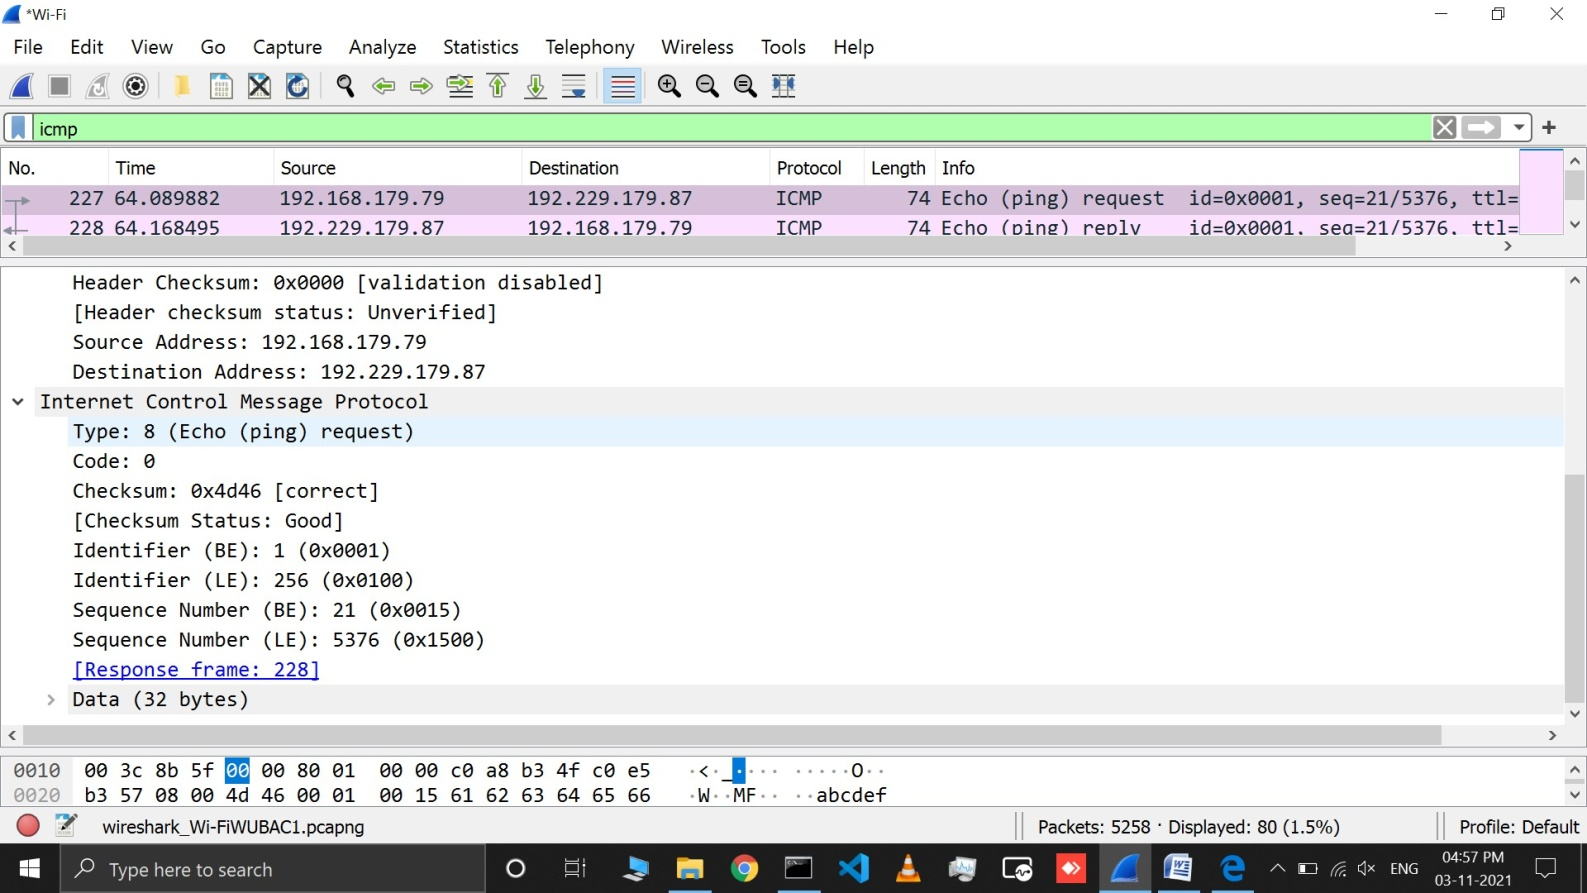 *Wi-Fi
File Edit View Go Capture Analyze Statistics Telephony Wireless Tools Help
icmp
No. Time Source Destination Protocol Length Info
227 64.089882 192.168.179.79 192.229.179.87 ICMP 74 Echo (ping) request id=0x0001, seq=21/5376, ttl=
228 64.168495 192.229.179.87 192.168.179.79 ICMP 74 Echo (ping) reply id=0x0001, seq=21/5376, ttl=
Header Checksum: 0x0000 [validation disabled]
[Header checksum status: Unverified]
Source Address: 192.168.179.79
Destination Address: 192.229.179.87
Internet Control Message Protocol
Type: 8 (Echo (ping) request)
Code: 0
Checksum: 0x4d46 [correct]
[Checksum Status: Good]
Identifier (BE): 1 (0x0001)
Identifier (LE): 256 (0x0100)
Sequence Number (BE): 21 (0x0015)
Sequence Number (LE): 5376 (0x1500)
[Response frame: 228]
Data (32 bytes)
0010 00 3c 8b 5f 00 00 80 01 00 00 c0 a8 b3 4f c0 e5 ·<·_···· ·····O··
0020 b3 57 08 00 4d 46 00 01 00 15 61 62 63 64 65 66 ·W··MF·· ··abcdef
wireshark_Wi-FiWUBAC1.pcapng Packets: 5258 · Displayed: 80 (1.5%) Profile: Default
Type here to search ENG 04:57 PM
03-11-2021